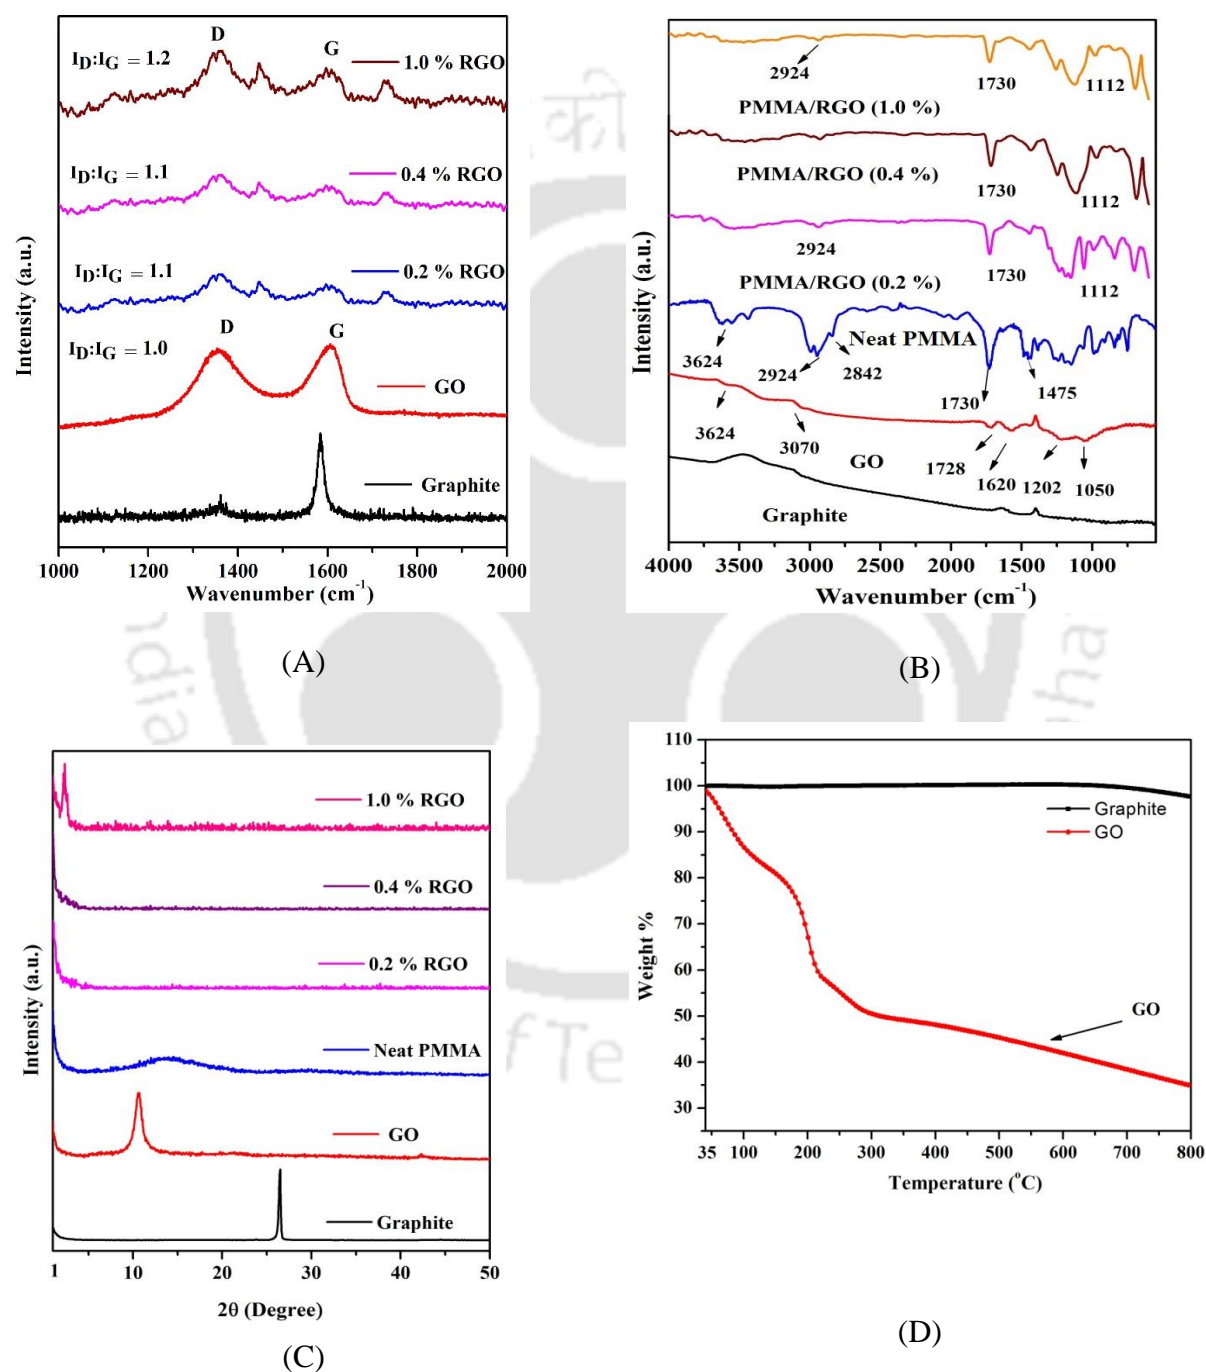 D
G
I_D:I_G = 1.2
1.0 % RGO
I_D:I_G = 1.1
0.4 % RGO
I_D:I_G = 1.1
0.2 % RGO
D
G
I_D:I_G = 1.0
GO
Graphite
Intensity (a.u.)
1000 1200 1400 1600 1800 2000
Wavenumber (cm⁻¹)
(A)
2924
1730
1112
PMMA/RGO (1.0 %)
PMMA/RGO (0.4 %)
1730
1112
2924
1730
1112
PMMA/RGO (0.2 %)
Neat PMMA
3624
2924
2842
1730
1475
3624
3070
GO
1728
1620
1202
1050
Graphite
Intensity (a.u.)
4000 3500 3000 2500 2000 1500 1000
Wavenumber (cm⁻¹)
(B)
1.0 % RGO
0.4 % RGO
0.2 % RGO
Neat PMMA
GO
Graphite
Intensity (a.u.)
1 10 20 30 40 50
2θ (Degree)
(C)
110
100
90
80
70
60
50
40
30
Graphite
GO
GO
Weight %
35 100 200 300 400 500 600 700 800
Temperature (°C)
(D)
को
ndia
of Te
uha